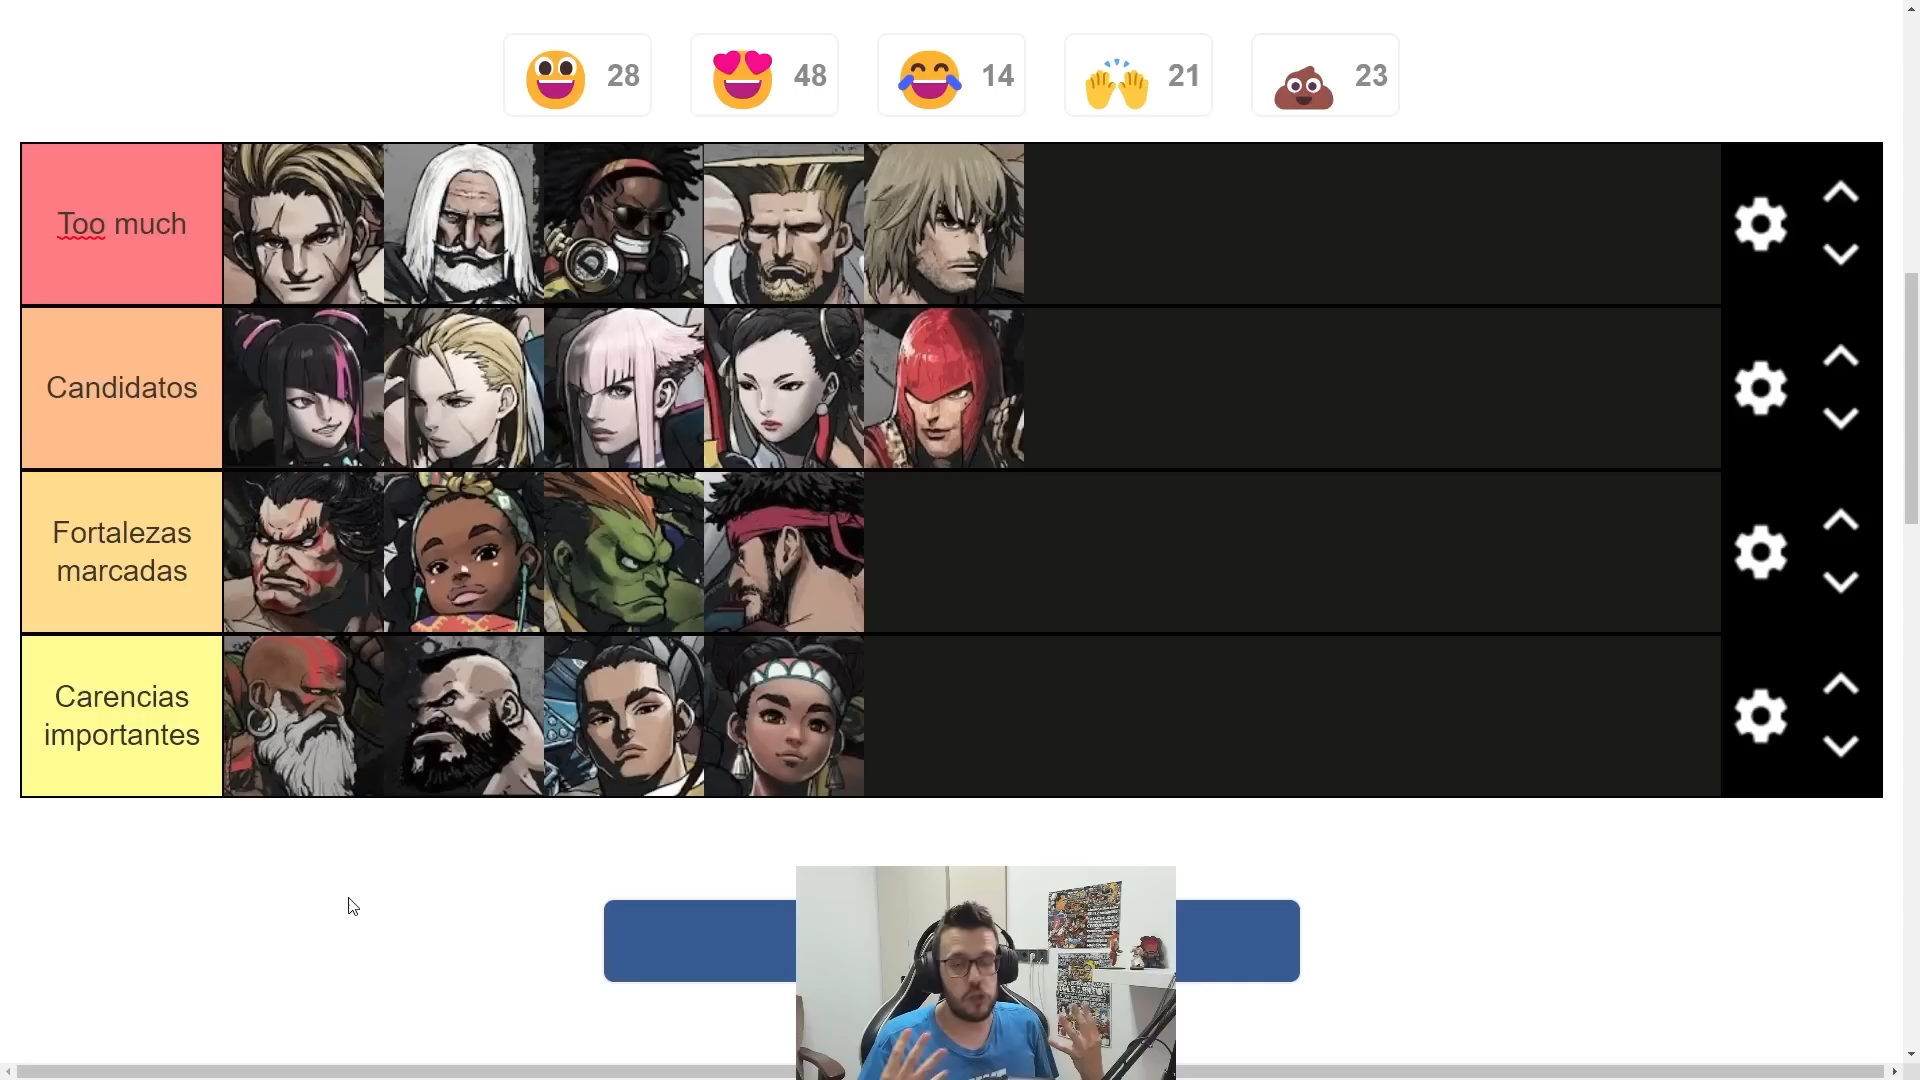 28
48
14
21
23
Too much
Candidatos
Fortalezas
marcadas
Carencias
importantes
D